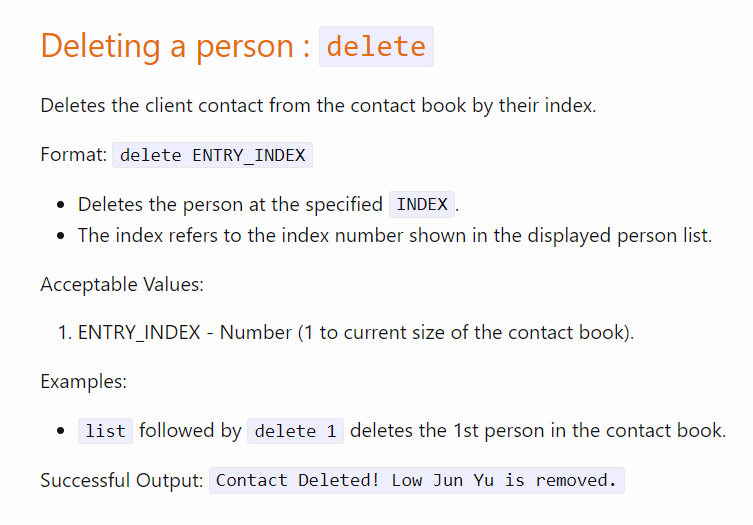 Deleting a person : delete
Deletes the client contact from the contact book by their index.
Format: delete ENTRY_INDEX
• Deletes the person at the specified INDEX.
• The index refers to the index number shown in the displayed person list.
Acceptable Values:
1. ENTRY_INDEX - Number (1 to current size of the contact book).
Examples:
• list followed by delete 1 deletes the 1st person in the contact book.
Successful Output: Contact Deleted! Low Jun Yu is removed.